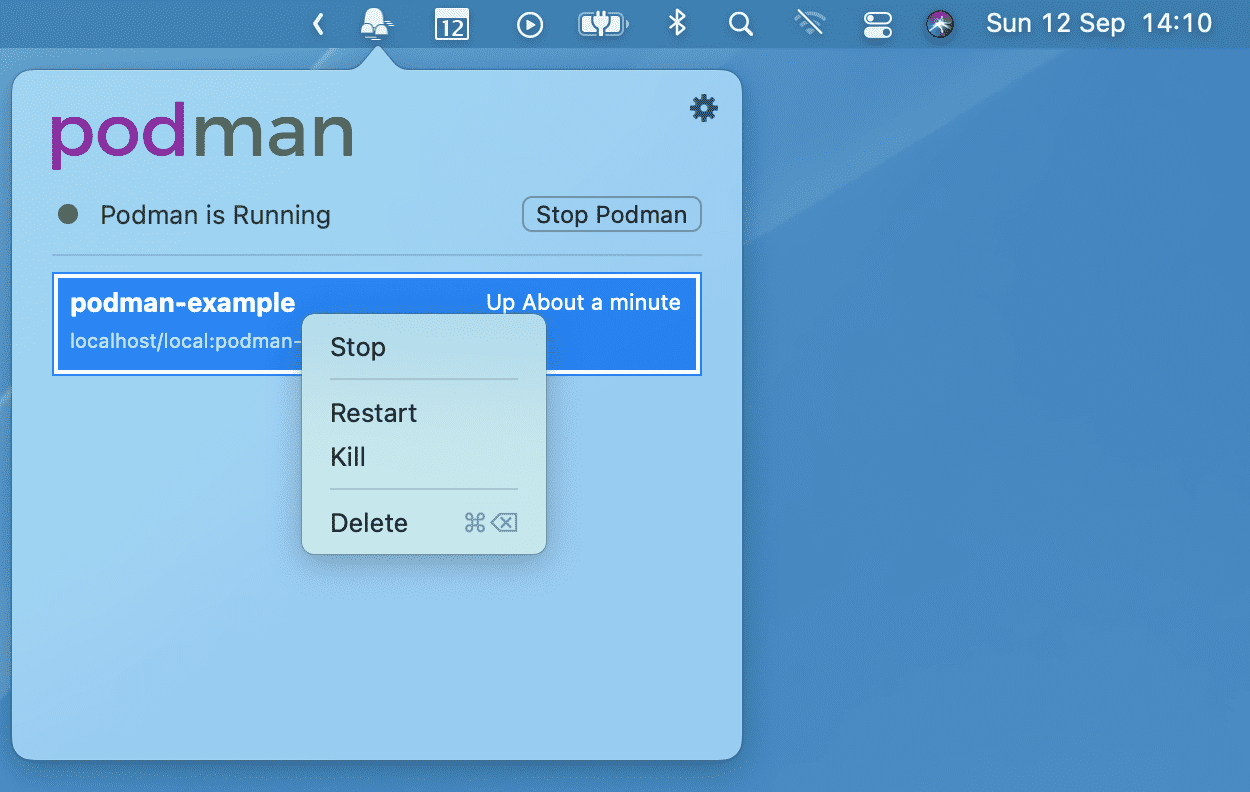 12
Sun 12 Sep 14:10
podman
Podman is Running
Stop Podman
podman-example
Up About a minute
localhost/local:podman-
Stop
Restart
Kill
Delete ⌘⌫